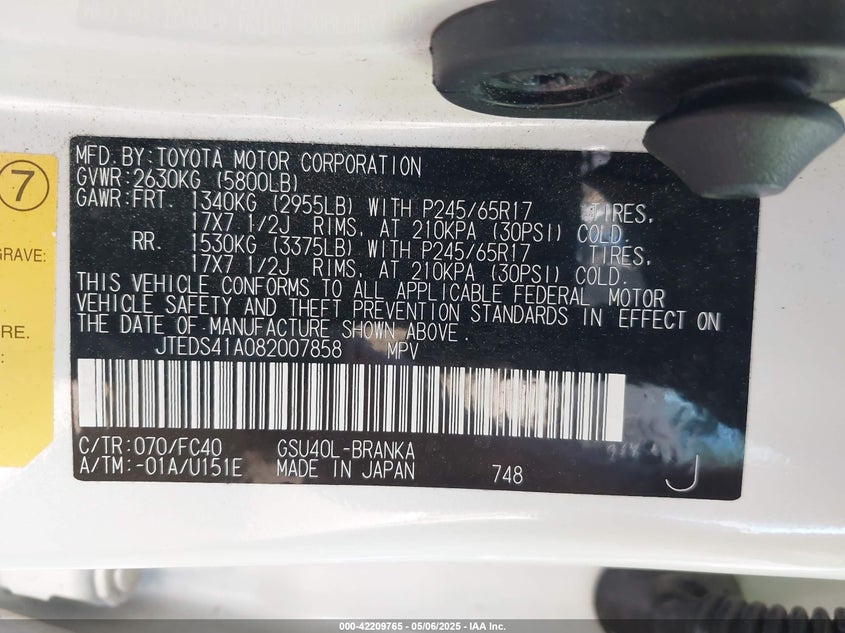 7
GRAVE:
RE.
:
MFD. BY: TOYOTA MOTOR CORPORATION
GVWR: 2630KG (5800LB)
GAWR: FRT. 1340KG (2955LB) WITH P245/65R17 TIRES,
17X7 1/2J RIMS, AT 210KPA (30PSI) COLD.
RR. 1530KG (3375LB) WITH P245/65R17 TIRES,
17X7 1/2J RIMS, AT 210KPA (30PSI) COLD.
THIS VEHICLE CONFORMS TO ALL APPLICABLE FEDERAL MOTOR
VEHICLE SAFETY AND THEFT PREVENTION STANDARDS IN EFFECT ON
THE DATE OF MANUFACTURE SHOWN ABOVE.
JTEDS41A082007858 MPV
C/TR: 070/FC40 GSU40L-BRANKA
A/TM: -01A/U151E MADE IN JAPAN 748 J
000-42209765 - 05/06/2025 - IAA Inc.